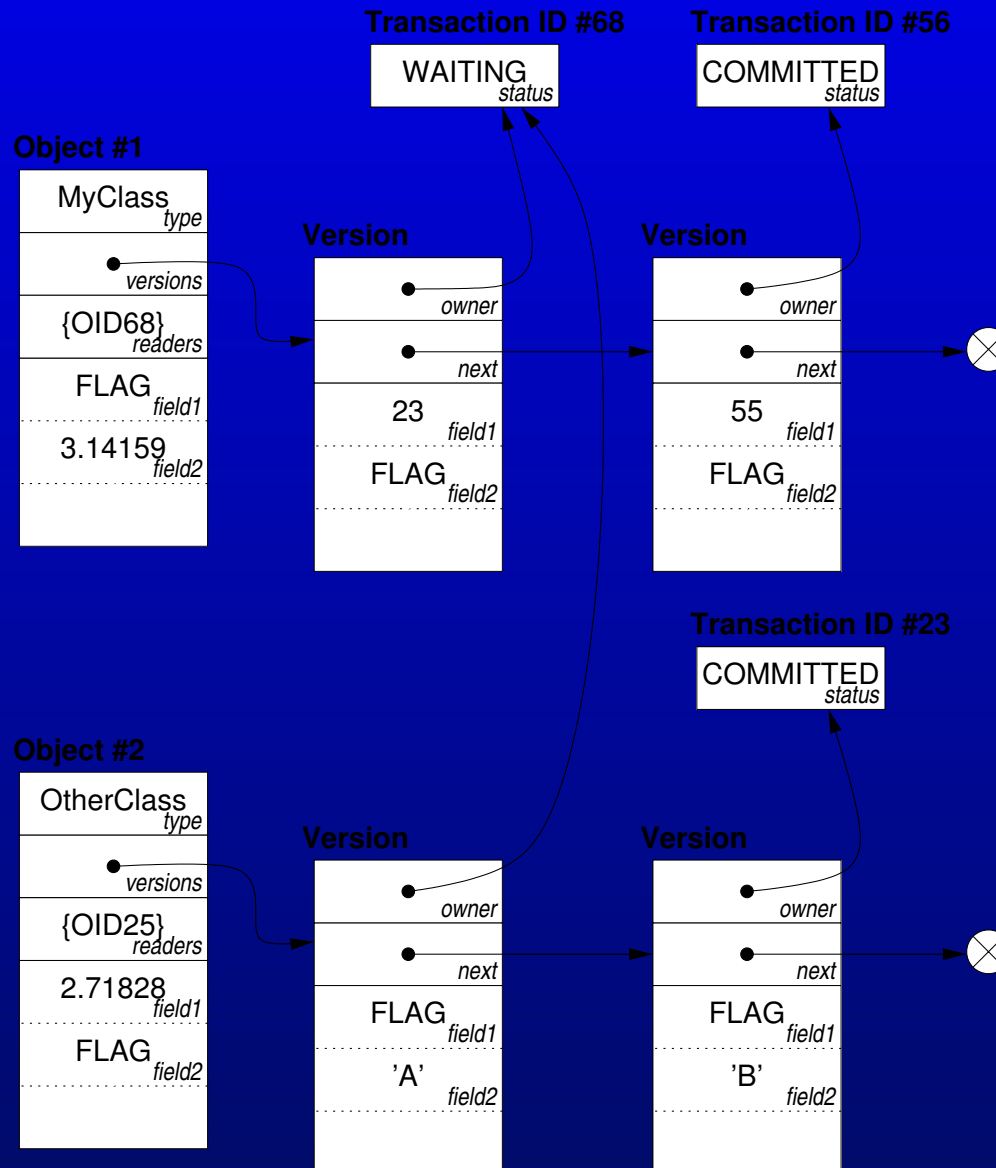 Transaction ID #68
Transaction ID #56
WAITING
status
COMMITTED
status
Object #1
MyClass
type
versions
{OID68}
readers
FLAG
field1
3.14159
field2
Version
owner
next
23
field1
FLAG
field2
Version
owner
next
55
field1
FLAG
field2
Transaction ID #23
COMMITTED
status
Object #2
OtherClass
type
versions
{OID25}
readers
2.71828
field1
FLAG
field2
Version
owner
next
FLAG
field1
'A'
field2
Version
owner
next
FLAG
field1
'B'
field2